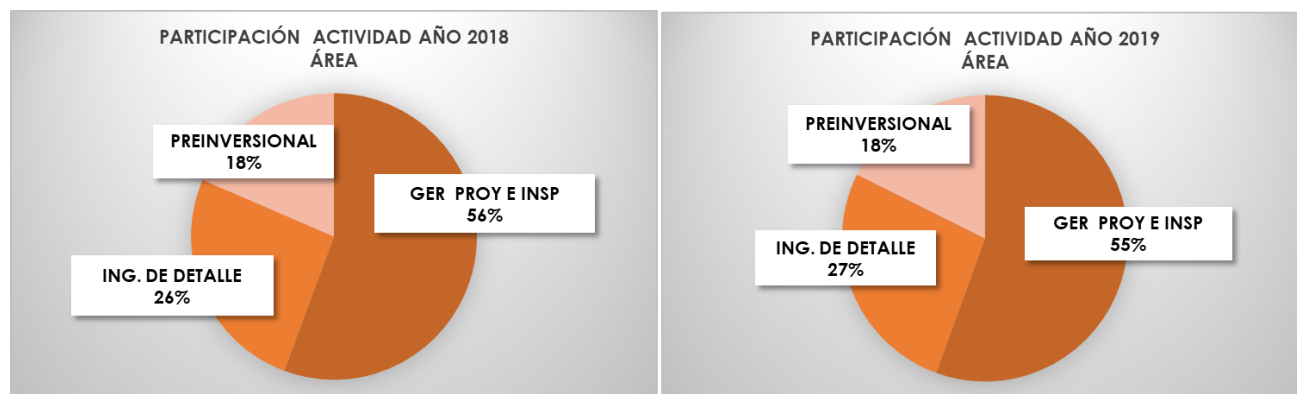 PARTICIPACIÓN ACTIVIDAD AÑO 2018
ÁREA
PREINVERSIONAL
18%
GER PROY E INSP
56%
ING. DE DETALLE
26%
PARTICIPACIÓN ACTIVIDAD AÑO 2019
ÁREA
PREINVERSIONAL
18%
GER PROY E INSP
55%
ING. DE DETALLE
27%